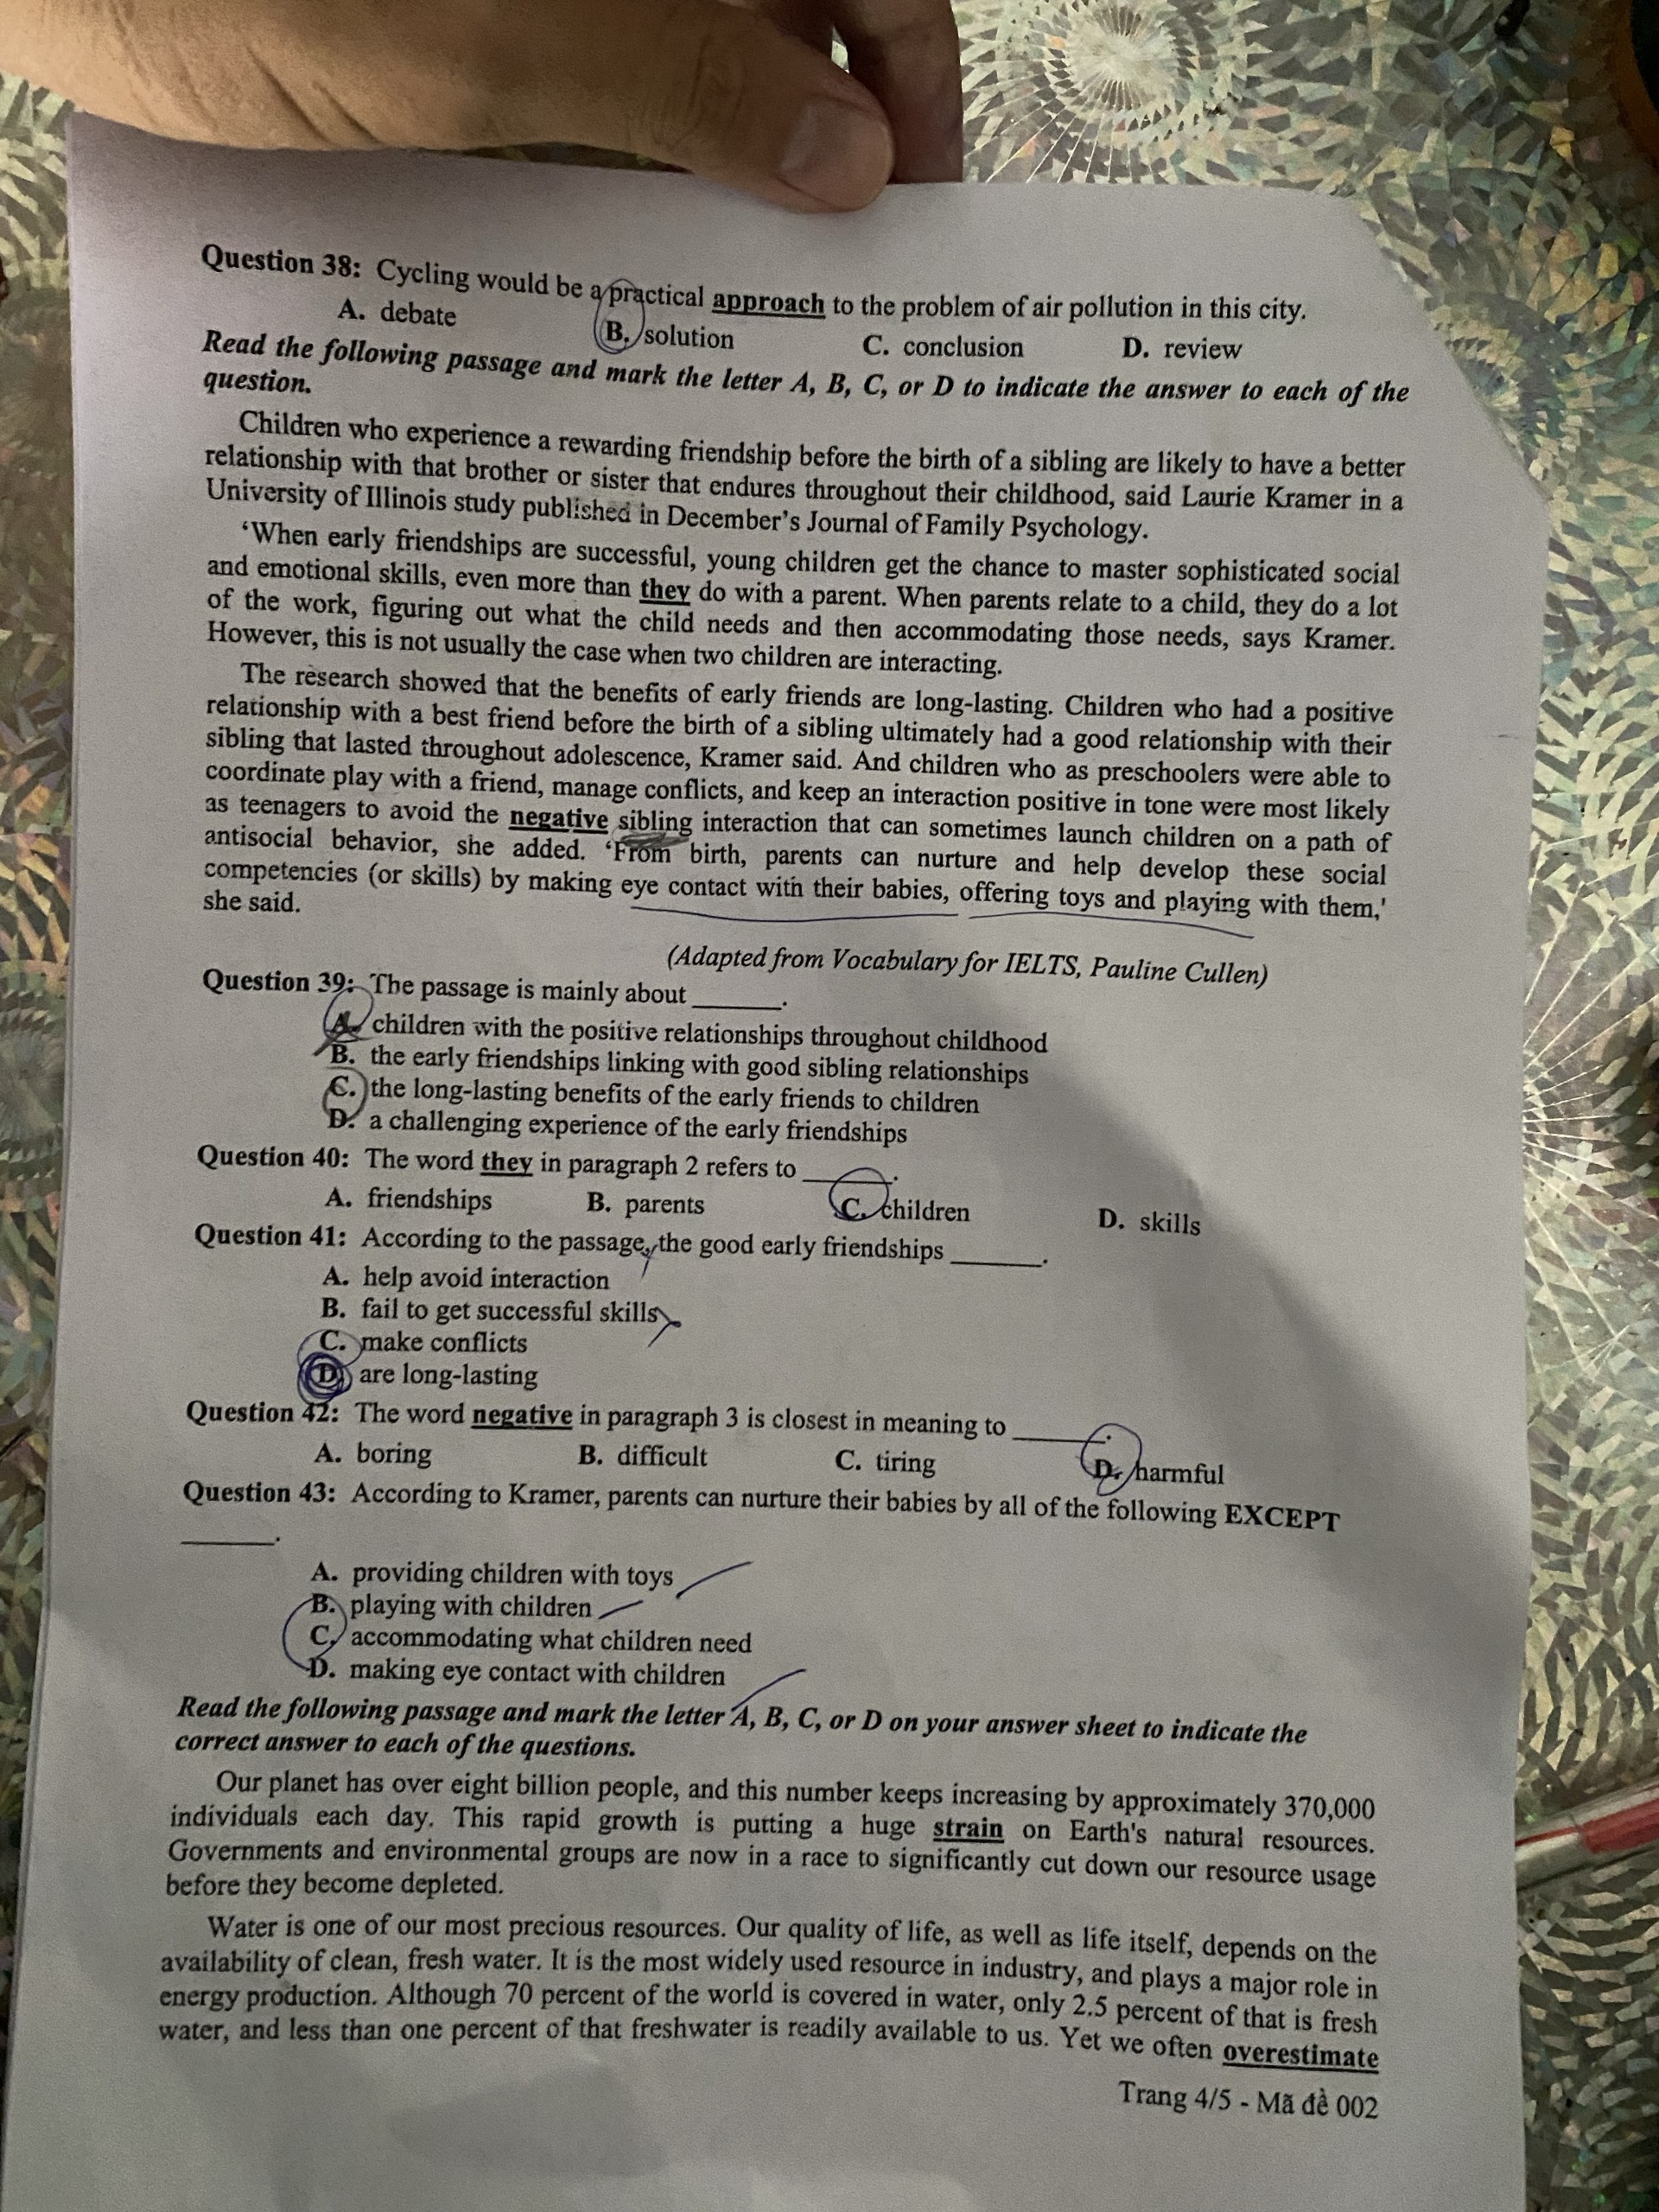 Question 38: Cycling would be a practical approach to the problem of air pollution in this city.
A. debate B. solution C. conclusion D. review
Read the following passage and mark the letter A, B, C, or D to indicate the answer to each of the
question.
Children who experience a rewarding friendship before the birth of a sibling are likely to have a better
relationship with that brother or sister that endures throughout their childhood, said Laurie Kramer in a
University of Illinois study published in December's Journal of Family Psychology.
‘When early friendships are successful, young children get the chance to master sophisticated social
and emotional skills, even more than they do with a parent. When parents relate to a child, they do a lot
of the work, figuring out what the child needs and then accommodating those needs, says Kramer.
However, this is not usually the case when two children are interacting.
The research showed that the benefits of early friends are long-lasting. Children who had a positive
relationship with a best friend before the birth of a sibling ultimately had a good relationship with their
sibling that lasted throughout adolescence, Kramer said. And children who as preschoolers were able to
coordinate play with a friend, manage conflicts, and keep an interaction positive in tone were most likely
as teenagers to avoid the negative sibling interaction that can sometimes launch children on a path of
antisocial behavior, she added. ‘From birth, parents can nurture and help develop these social
competencies (or skills) by making eye contact with their babies, offering toys and playing with them,'
she said.
(Adapted from Vocabulary for IELTS, Pauline Cullen)
Question 39: The passage is mainly about ______.
A. children with the positive relationships throughout childhood
B. the early friendships linking with good sibling relationships
C. the long-lasting benefits of the early friends to children
D. a challenging experience of the early friendships
Question 40: The word they in paragraph 2 refers to ______.
A. friendships B. parents C. children D. skills
Question 41: According to the passage, the good early friendships ______.
A. help avoid interaction
B. fail to get successful skills
C. make conflicts
D. are long-lasting
Question 42: The word negative in paragraph 3 is closest in meaning to ______.
A. boring B. difficult C. tiring D. harmful
Question 43: According to Kramer, parents can nurture their babies by all of the following EXCEPT
______.
A. providing children with toys
B. playing with children
C. accommodating what children need
D. making eye contact with children
Read the following passage and mark the letter A, B, C, or D on your answer sheet to indicate the
correct answer to each of the questions.
Our planet has over eight billion people, and this number keeps increasing by approximately 370,000
individuals each day. This rapid growth is putting a huge strain on Earth's natural resources.
Governments and environmental groups are now in a race to significantly cut down our resource usage
before they become depleted.
Water is one of our most precious resources. Our quality of life, as well as life itself, depends on the
availability of clean, fresh water. It is the most widely used resource in industry, and plays a major role in
energy production. Although 70 percent of the world is covered in water, only 2.5 percent of that is fresh
water, and less than one percent of that freshwater is readily available to us. Yet we often overestimate
Trang 4/5 - Mã đề 002